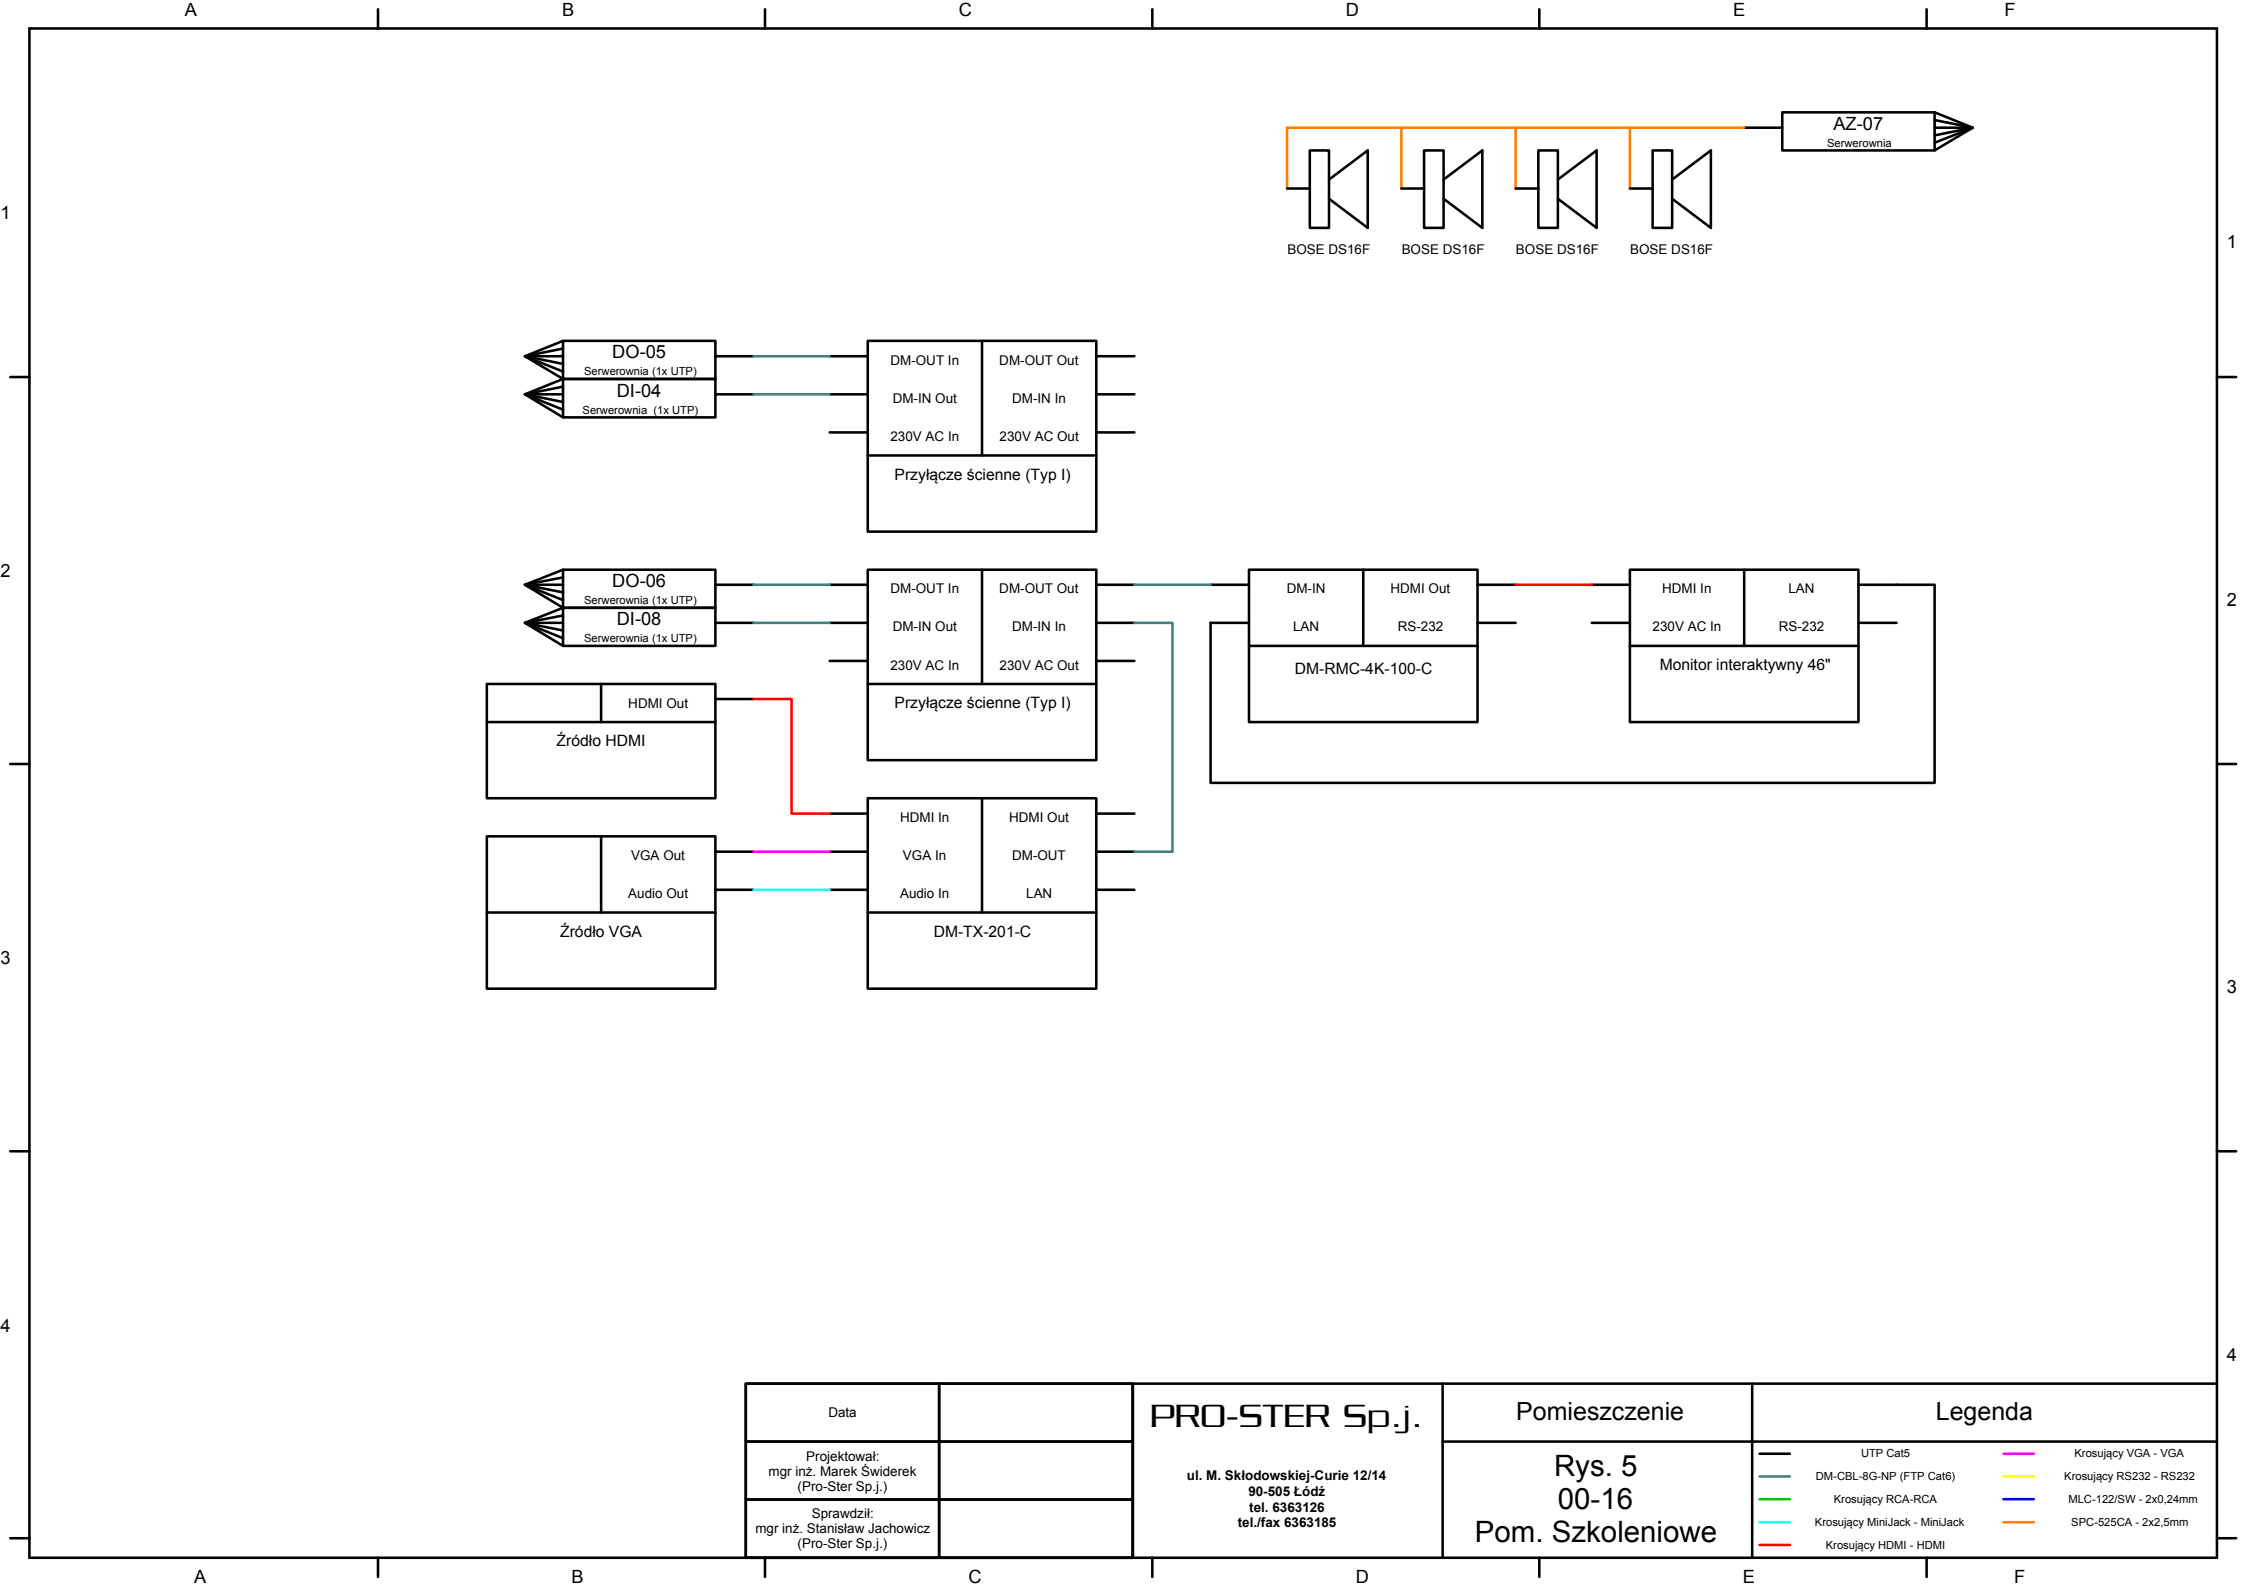 A B C D E F
AZ-07
Serwerownia
1
1
BOSE DS16F BOSE DS16F BOSE DS16F BOSE DS16F
DO-05
Serwerownia (1x UTP)
DI-04
Serwerownia (1x UTP)
DM-OUT In DM-OUT Out
DM-IN Out DM-IN In
230V AC In 230V AC Out
Przyłącze ścienne (Typ I)
2
2
DO-06
Serwerownia (1x UTP)
DI-08
Serwerownia (1x UTP)
DM-OUT In DM-OUT Out
DM-IN Out DM-IN In
230V AC In 230V AC Out
Przyłącze ścienne (Typ I)
DM-IN HDMI Out
LAN RS-232
DM-RMC-4K-100-C
HDMI In LAN
230V AC In RS-232
Monitor interaktywny 46"
HDMI Out
Źródło HDMI
VGA Out
Audio Out
Źródło VGA
HDMI In HDMI Out
VGA In DM-OUT
Audio In LAN
DM-TX-201-C
3
3
4
4
Data
Projektował:
mgr inż. Marek Świderek
(Pro-Ster Sp.j.)
Sprawdził:
mgr inż. Stanisław Jachowicz
(Pro-Ster Sp.j.)
PRO-STER Sp.j.
ul. M. Skłodowskiej-Curie 12/14
90-505 Łódź
tel. 6363126
tel./fax 6363185
Pomieszczenie
Rys. 5
00-16
Pom. Szkoleniowe
Legenda
UTP Cat5
DM-CBL-8G-NP (FTP Cat6)
Krosujący RCA-RCA
Krosujący MiniJack - MiniJack
Krosujący HDMI - HDMI
Krosujący VGA - VGA
Krosujący RS232 - RS232
MLC-122/SW - 2x0,24mm
SPC-525CA - 2x2,5mm
A B C D E F